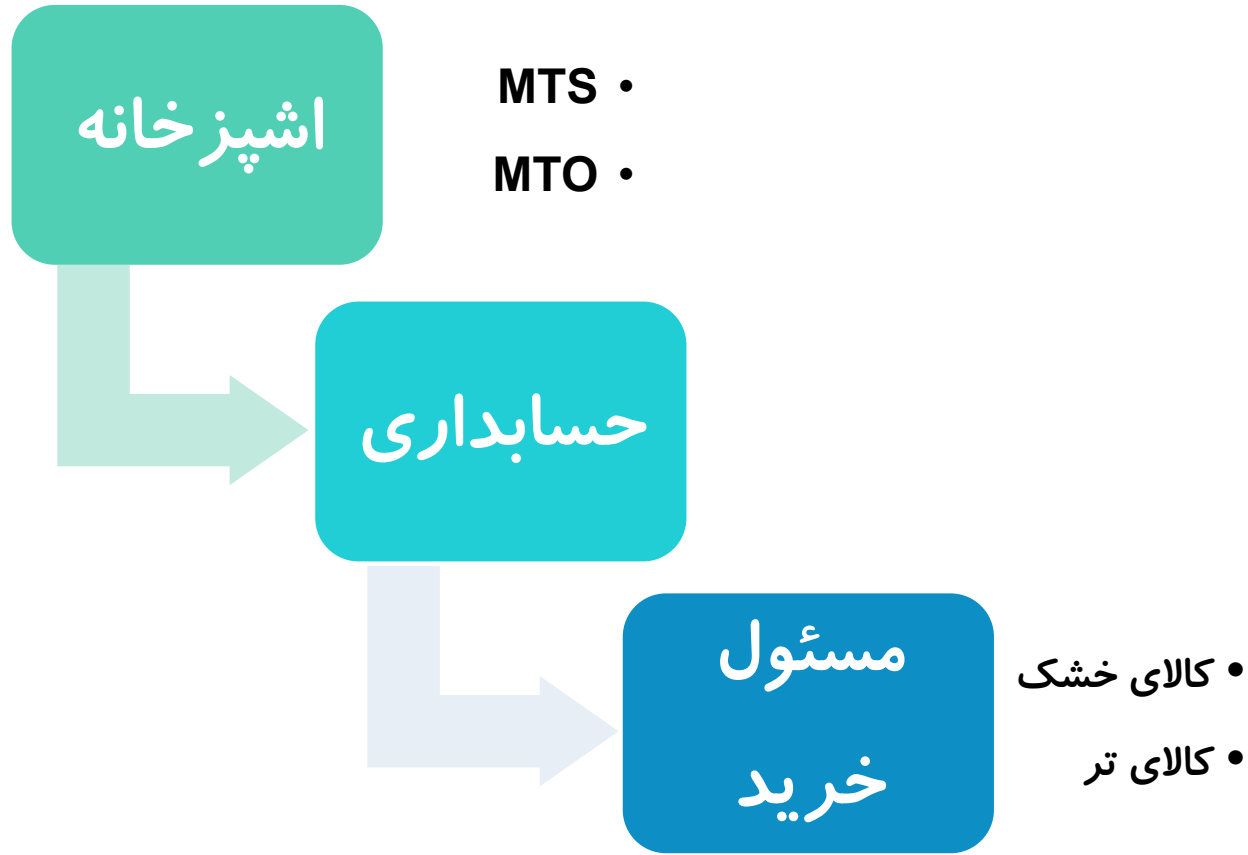 اشپزخانه
• MTS
• MTO
حسابداری
مسئول
خرید
• کالای خشک
• کالای تر